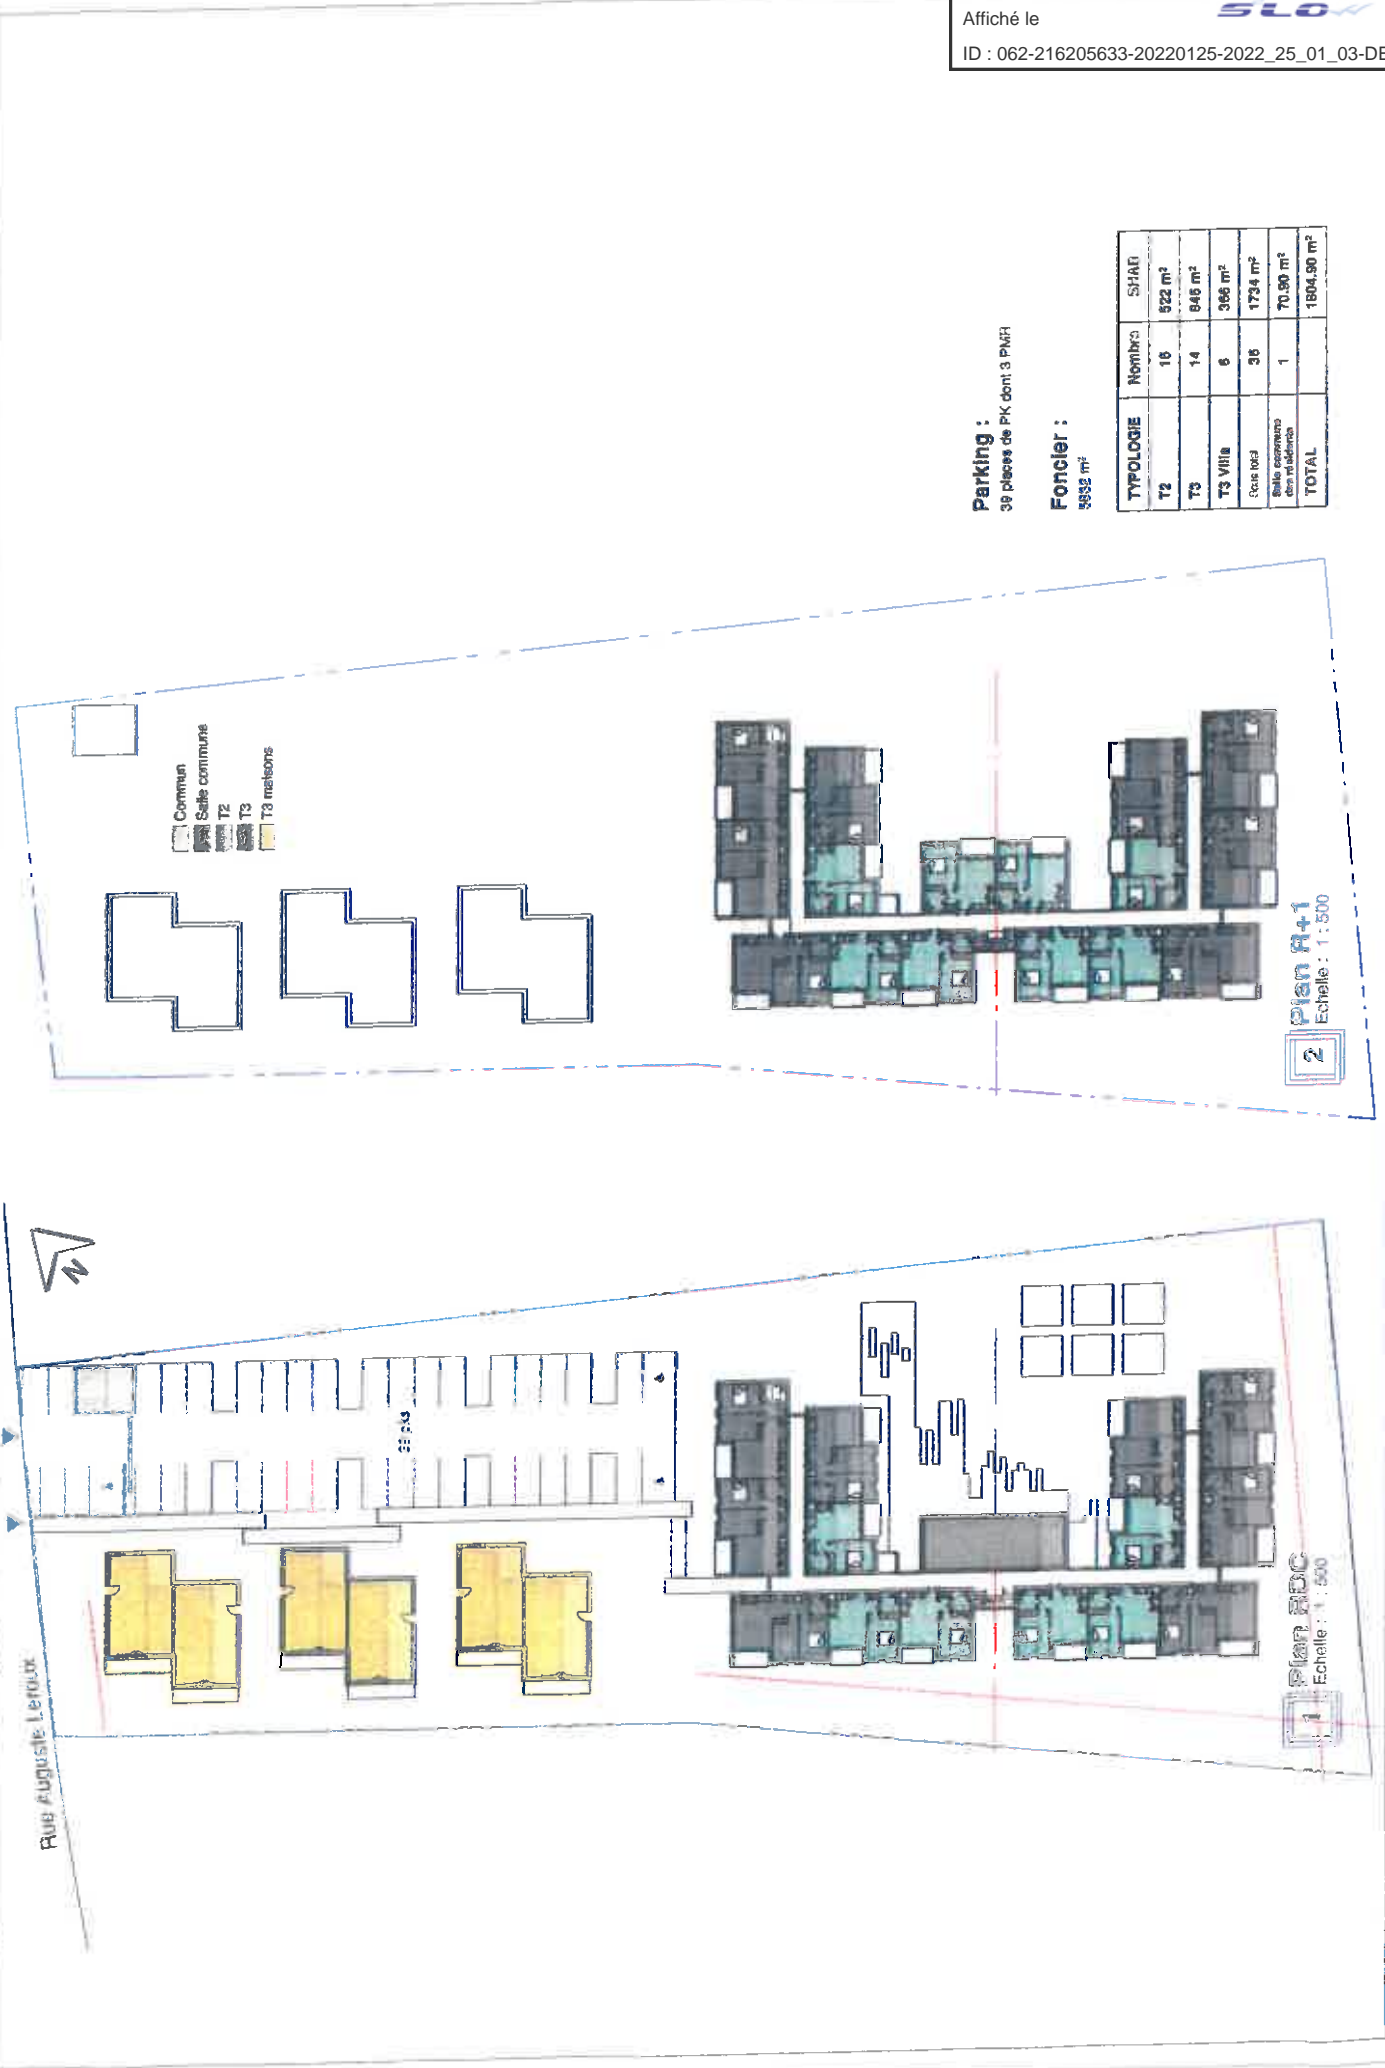 Affiché le
SLOW
ID : 062-216205633-20220125-2022_25_01_03-DE
Rue Auguste Leroux
N
39 pks
1
Plan RDC
Echelle : 1 : 500
Commun
Salle commune
T2
T3
T3 maisons
2
Plan R+1
Echelle : 1 : 500
Parking :
39 places de PK dont 3 PMR
Foncier :
m²
TYPOLOGIE Nombre SHAB
T2 16 522 m²
T3 14 846 m²
T3 Villa 6 366 m²
Sous total 36 1734 m²
Salle commune
des résidents
1 70.90 m²
TOTAL 1804.90 m²